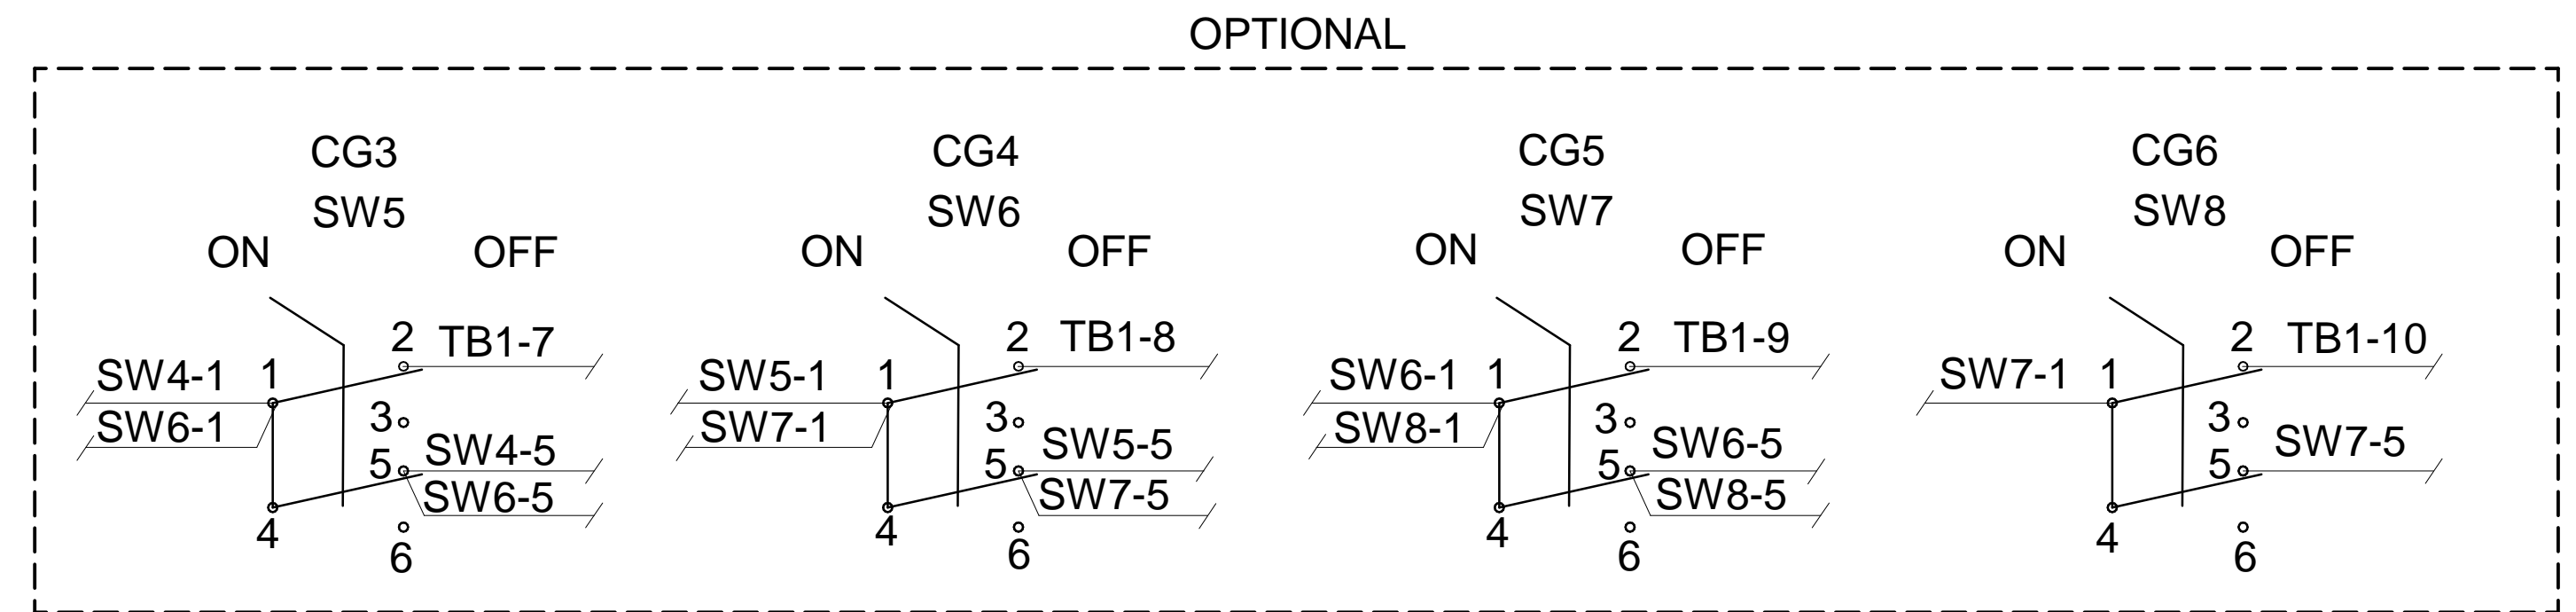 OPTIONAL
CG3
SW5
ON OFF
2 TB1-7
SW4-1 1
SW6-1
3
5 SW4-5
SW6-5
4
6
CG4
SW6
ON OFF
2 TB1-8
SW5-1 1
SW7-1
3
5 SW5-5
SW7-5
4
6
CG5
SW7
ON OFF
2 TB1-9
SW6-1 1
SW8-1
3
5 SW6-5
SW8-5
4
6
CG6
SW8
ON OFF
2 TB1-10
SW7-1 1
3
5 SW7-5
4
6